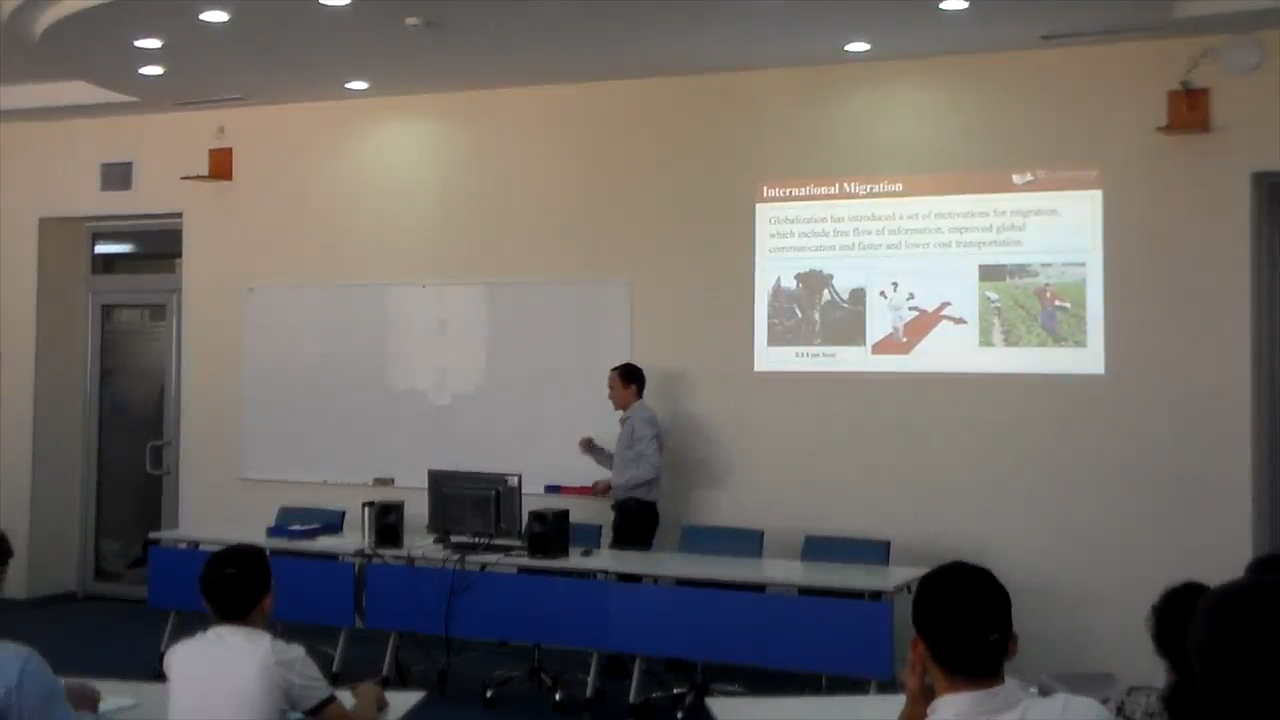 International Migration
Globalization has introduced a set of motivations for migration,
which include free flow of information, improved global
communication and faster and lower cost transportation.